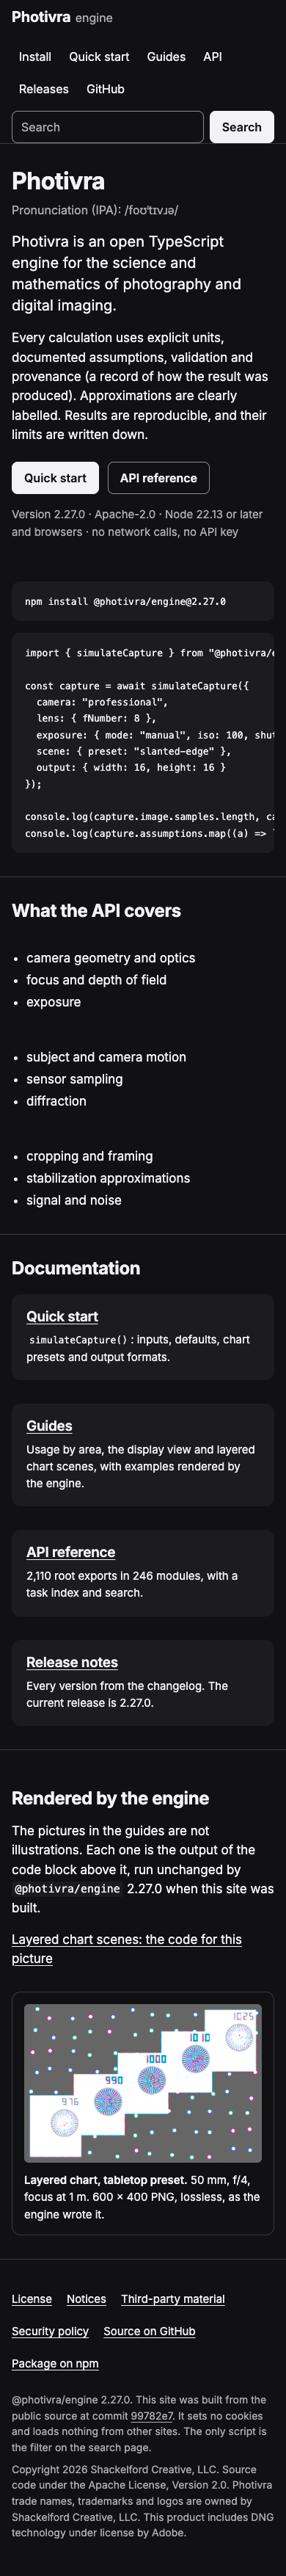 Photivra engine
Install Quick start Guides API
Releases GitHub
Search Search
Photivra
Pronunciation (IPA): /foʊˈtɪvɹə/
Photivra is an open TypeScript
engine for the science and
mathematics of photography and
digital imaging.
Every calculation uses explicit units,
documented assumptions, validation and
provenance (a record of how the result was
produced). Approximations are clearly
labelled. Results are reproducible, and their
limits are written down.
Quick start API reference
Version 2.27.0 · Apache-2.0 · Node 22.13 or later
and browsers · no network calls, no API key
npm install @photivra/engine@2.27.0
import { simulateCapture } from "@photivra/e
const capture = await simulateCapture({
camera: "professional",
lens: { fNumber: 8 },
exposure: { mode: "manual", iso: 100, shut
scene: { preset: "slanted-edge" },
output: { width: 16, height: 16 }
});
console.log(capture.image.samples.length, ca
console.log(capture.assumptions.map((a) =>
What the API covers
• camera geometry and optics
• focus and depth of field
• exposure
• subject and camera motion
• sensor sampling
• diffraction
• cropping and framing
• stabilization approximations
• signal and noise
Documentation
Quick start
simulateCapture() : inputs, defaults, chart
presets and output formats.
Guides
Usage by area, the display view and layered
chart scenes, with examples rendered by
the engine.
API reference
2,110 root exports in 246 modules, with a
task index and search.
Release notes
Every version from the changelog. The
current release is 2.27.0.
Rendered by the engine
The pictures in the guides are not
illustrations. Each one is the output of the
code block above it, run unchanged by
@photivra/engine 2.27.0 when this site was
built.
Layered chart scenes: the code for this
picture
1025
1010
1000
990
976
Layered chart, tabletop preset. 50 mm, f/4,
focus at 1 m. 600 × 400 PNG, lossless, as the
engine wrote it.
License Notices Third-party material
Security policy Source on GitHub
Package on npm
@photivra/engine 2.27.0. This site was built from the
public source at commit 99782e7. It sets no cookies
and loads nothing from other sites. The only script is
the filter on the search page.
Copyright 2026 Shackelford Creative, LLC. Source
code under the Apache License, Version 2.0. Photivra
trade names, trademarks and logos are owned by
Shackelford Creative, LLC. This product includes DNG
technology under license by Adobe.